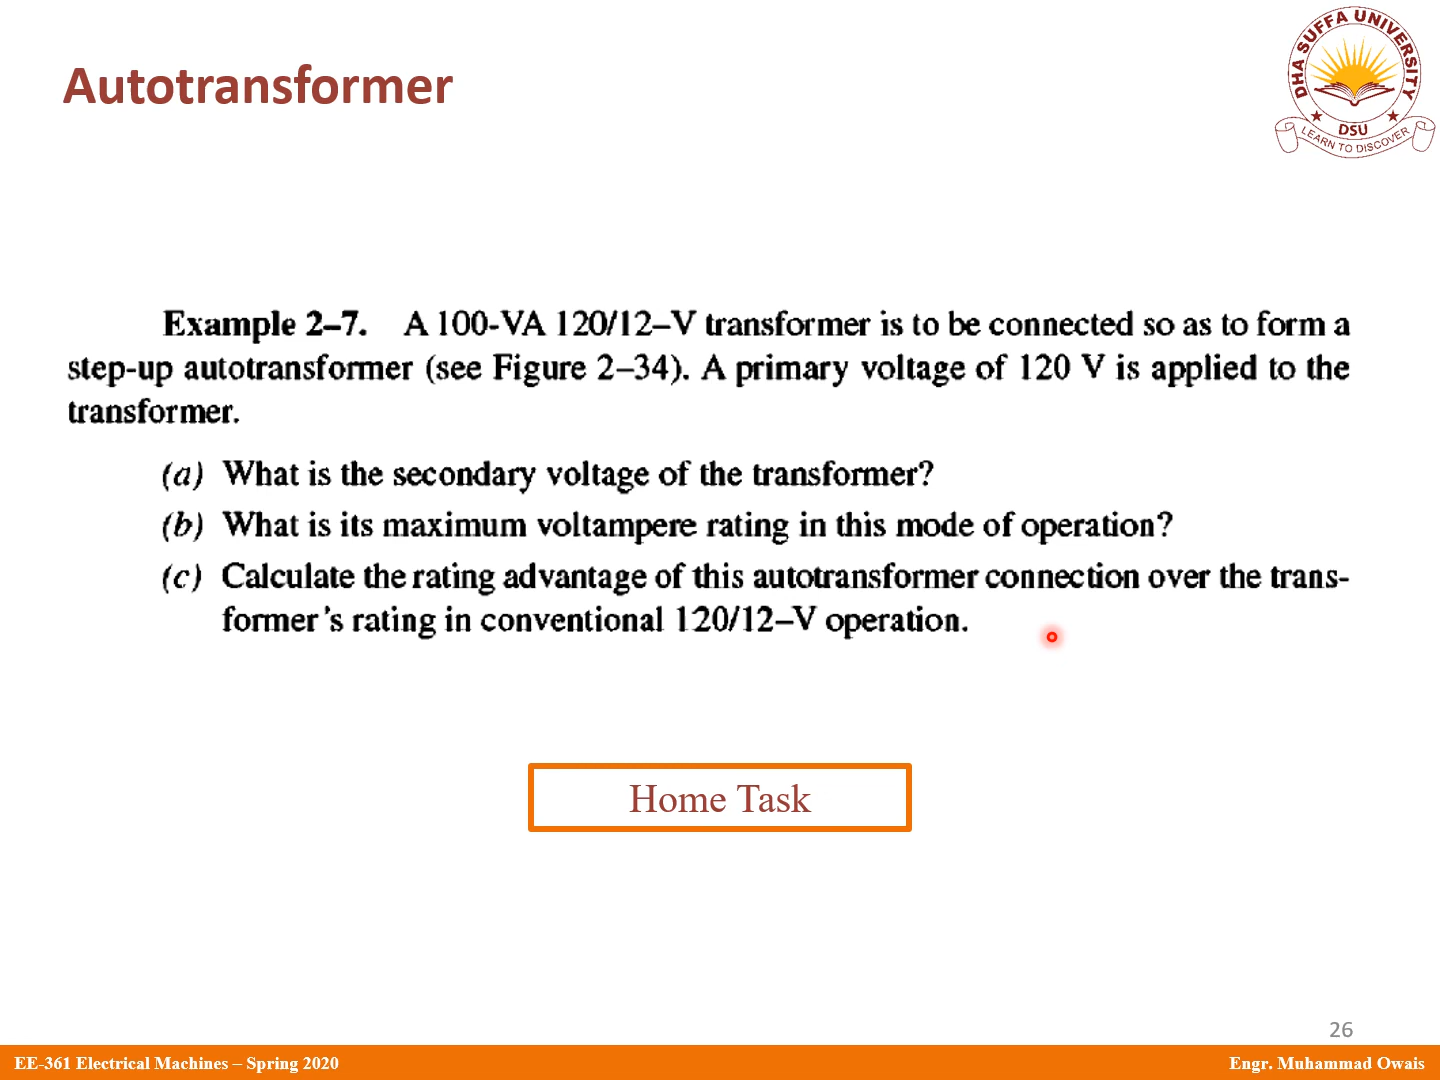 Autotransformer
DHA SUFFA UNIVERSITY
DSU
LEARN TO DISCOVER
Example 2–7. A 100-VA 120/12–V transformer is to be connected so as to form a
step-up autotransformer (see Figure 2–34). A primary voltage of 120 V is applied to the
transformer.
(a) What is the secondary voltage of the transformer?
(b) What is its maximum voltampere rating in this mode of operation?
(c) Calculate the rating advantage of this autotransformer connection over the trans-
former's rating in conventional 120/12–V operation.
Home Task
26
EE-361 Electrical Machines – Spring 2020
Engr. Muhammad Owais